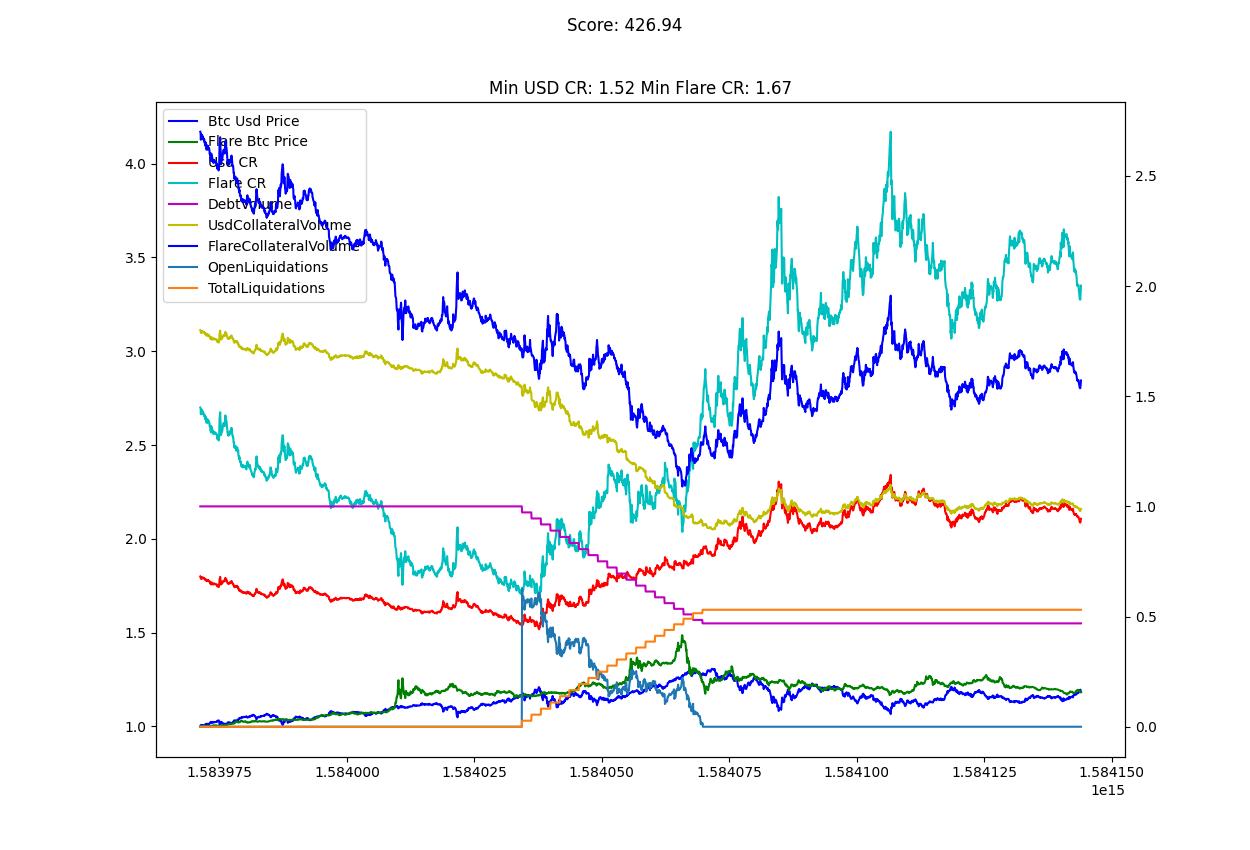 Score: 426.94
Min USD CR: 1.52 Min Flare CR: 1.67
Btc Usd Price
Flare Btc Price
Usd CR
Flare CR
DebtVolume
UsdCollateralVolume
FlareCollateralVolume
OpenLiquidations
TotalLiquidations
4.0
3.5
3.0
2.5
2.0
1.5
1.0
2.5
2.0
1.5
1.0
0.5
0.0
1.583975
1.584000
1.584025
1.584050
1.584075
1.584100
1.584125
1.584150
1e15